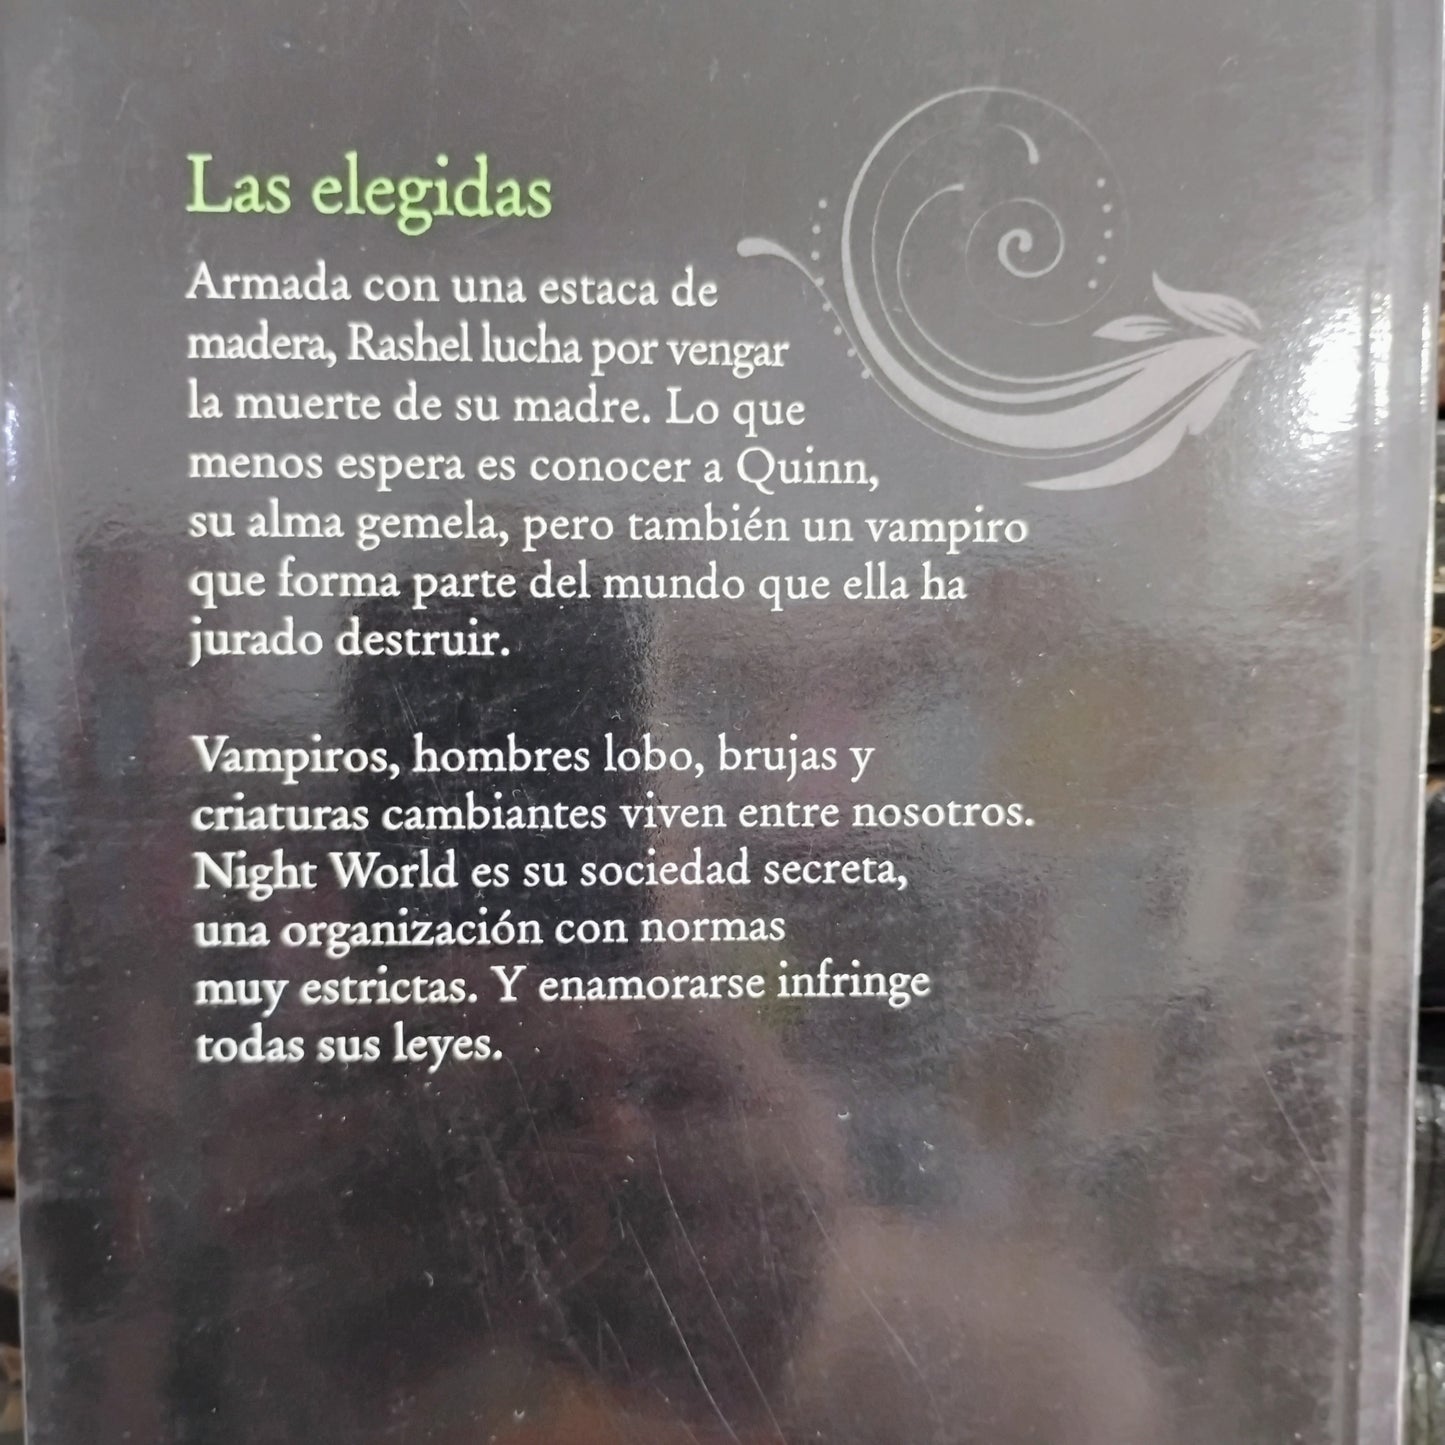 Las elegidas
Armada con una estaca de
madera, Rashel lucha por vengar
la muerte de su madre. Lo que
menos espera es conocer a Quinn,
su alma gemela, pero también un vampiro
que forma parte del mundo que ella ha
jurado destruir.
Vampiros, hombres lobo, brujas y
criaturas cambiantes viven entre nosotros.
Night World es su sociedad secreta,
una organización con normas
muy estrictas. Y enamorarse infringe
todas sus leyes.